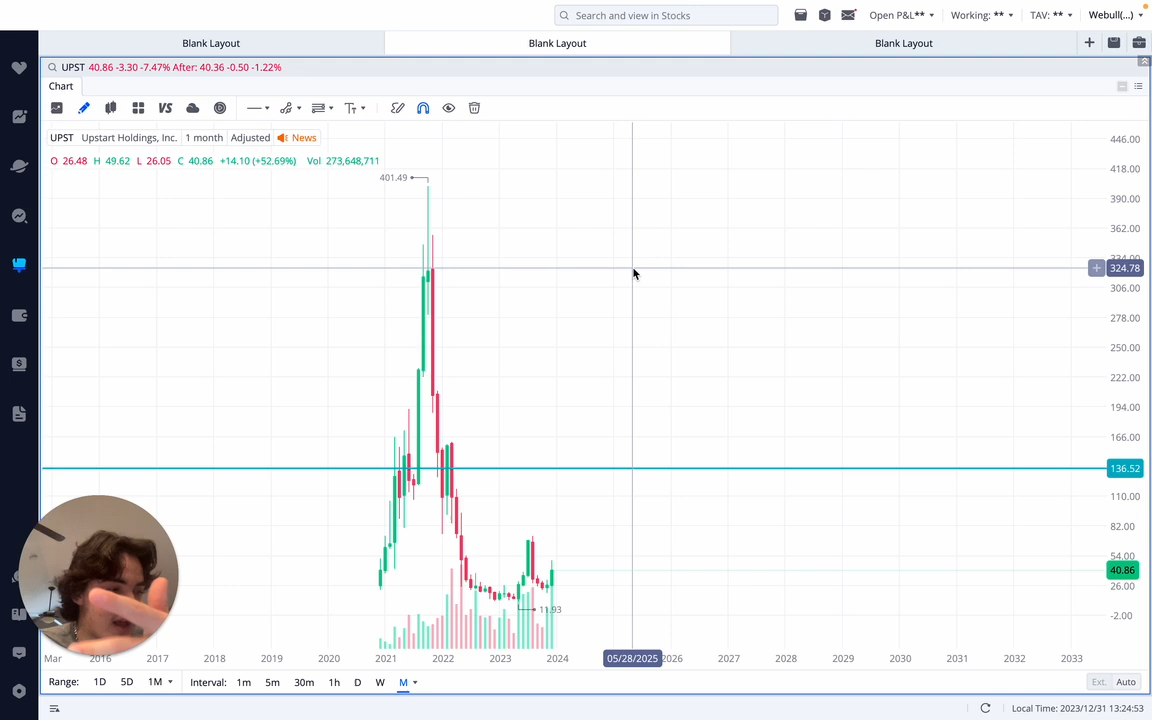 Search and view in Stocks
Open P&L**
Working: **
TAV: **
Webull(...)
Blank Layout
Blank Layout
Blank Layout
UPST 40.86 -3.30 -7.47% After: 40.36 -0.50 -1.22%
Chart
VS
Tт
UPST Upstart Holdings, Inc. 1 month Adjusted News
O 26.48 H 49.62 L 26.05 C 40.86 +14.10 (+52.69%) Vol 273,648,711
446.00
401.49
418.00
390.00
362.00
334.00
324.78
306.00
278.00
250.00
222.00
194.00
166.00
136.52
110.00
82.00
54.00
40.86
26.00
11.93
-2.00
Mar 2016 2017 2018 2019 2020 2021 2022 2023 2024 05/28/2025 2026 2027 2028 2029 2030 2031 2032 2033
Range: 1D 5D 1M Interval: 1m 5m 30m 1h D W M Ext. Auto
Local Time: 2023/12/31 13:24:53